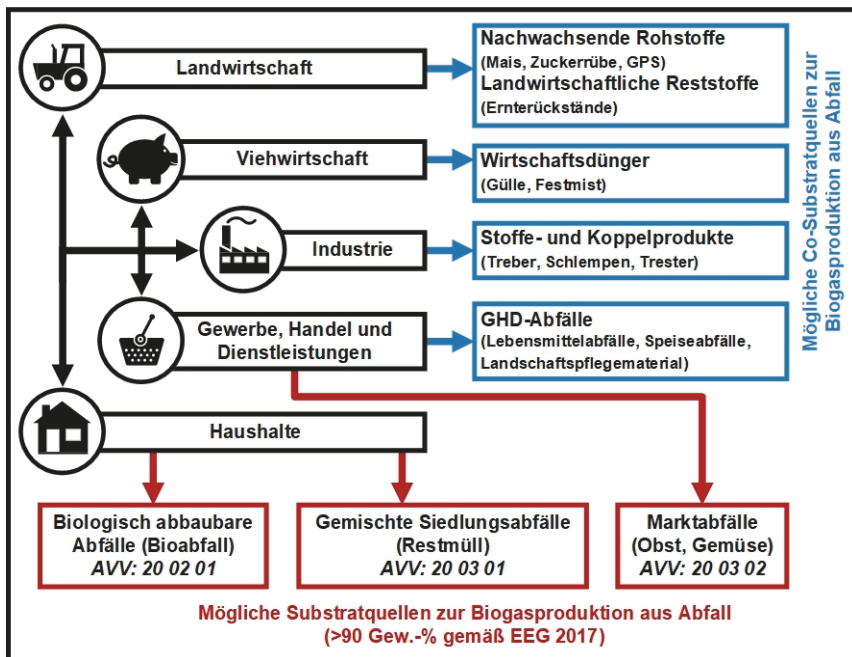 Landwirtschaft
Nachwachsende Rohstoffe
(Mais, Zuckerrübe, GPS)
Landwirtschaftliche Reststoffe
(Ernterückstände)
Viehwirtschaft
Wirtschaftsdünger
(Gülle, Festmist)
Industrie
Stoffe- und Koppelprodukte
(Treber, Schlempen, Trester)
Gewerbe, Handel und
Dienstleistungen
GHD-Abfälle
(Lebensmittelabfälle, Speiseabfälle,
Landschaftspflegematerial)
Mögliche Co-Substratquellen zur
Biogasproduktion aus Abfall
Haushalte
Biologisch abbaubare
Abfälle (Bioabfall)
AVV: 20 02 01
Gemischte Siedlungsabfälle
(Restmüll)
AVV: 20 03 01
Marktabfälle
(Obst, Gemüse)
AVV: 20 03 02
Mögliche Substratquellen zur Biogasproduktion aus Abfall
(>90 Gew.-% gemäß EEG 2017)